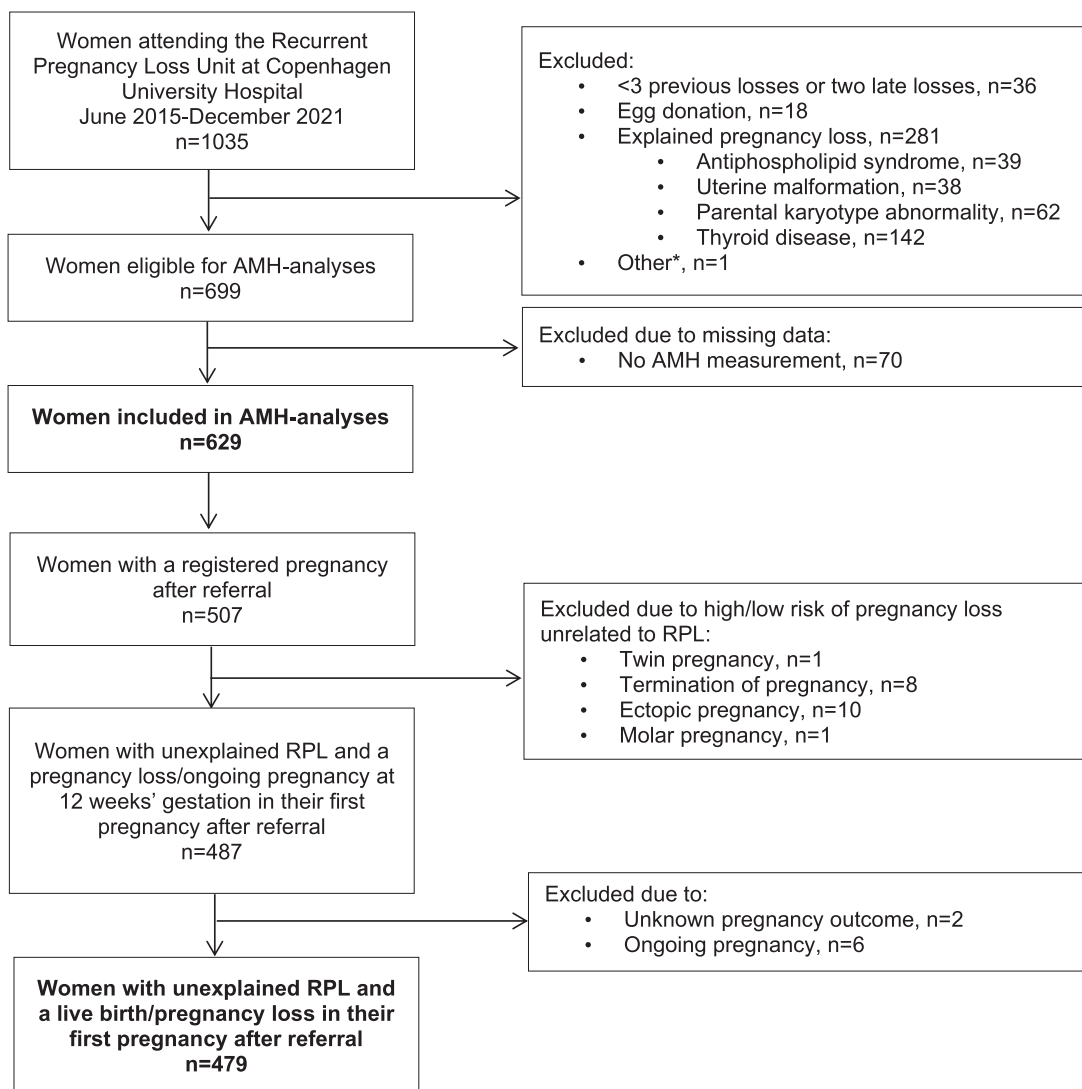 Women attending the Recurrent
Pregnancy Loss Unit at Copenhagen
University Hospital
June 2015-December 2021
n=1035
Excluded:
• <3 previous losses or two late losses, n=36
• Egg donation, n=18
• Explained pregnancy loss, n=281
• Antiphospholipid syndrome, n=39
• Uterine malformation, n=38
• Parental karyotype abnormality, n=62
• Thyroid disease, n=142
• Other*, n=1
Women eligible for AMH-analyses
n=699
Excluded due to missing data:
• No AMH measurement, n=70
Women included in AMH-analyses
n=629
Women with a registered pregnancy
after referral
n=507
Excluded due to high/low risk of pregnancy loss
unrelated to RPL:
• Twin pregnancy, n=1
• Termination of pregnancy, n=8
• Ectopic pregnancy, n=10
• Molar pregnancy, n=1
Women with unexplained RPL and a
pregnancy loss/ongoing pregnancy at
12 weeks’ gestation in their first
pregnancy after referral
n=487
Excluded due to:
• Unknown pregnancy outcome, n=2
• Ongoing pregnancy, n=6
Women with unexplained RPL and
a live birth/pregnancy loss in their
first pregnancy after referral
n=479